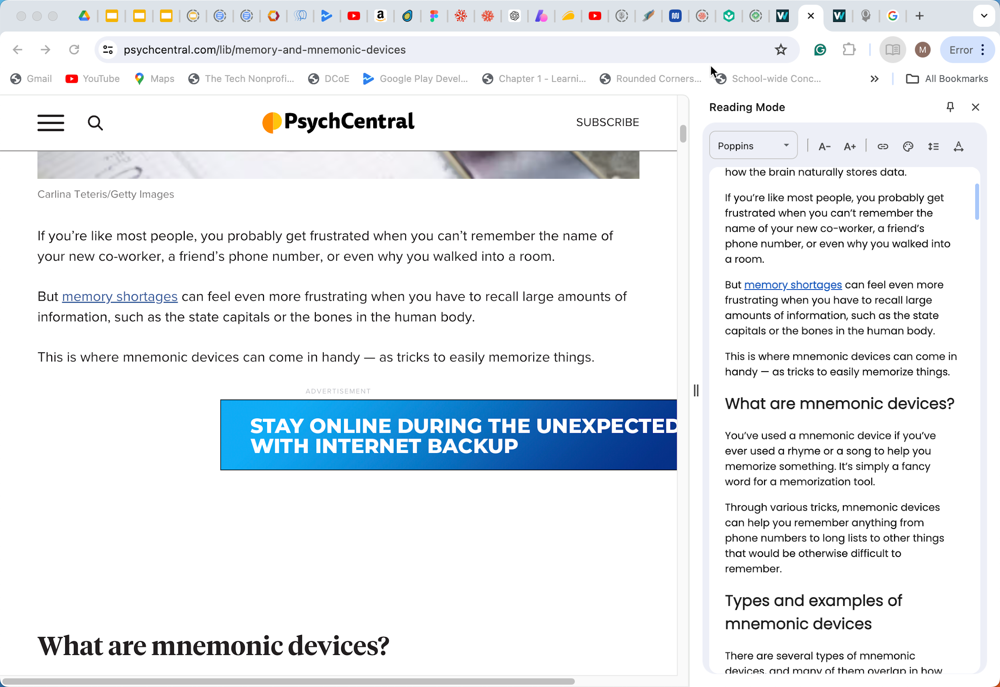 psychcentral.com/lib/memory-and-mnemonic-devices
M
Error
Gmail
YouTube
Maps
The Tech Nonprofi...
DCoE
Google Play Devel...
Chapter 1 - Learni...
Rounded Corners...
School-wide Conc...
All Bookmarks
PsychCentral
SUBSCRIBE
Carlina Teteris/Getty Images
If you’re like most people, you probably get frustrated when you can’t remember the name of
your new co-worker, a friend’s phone number, or even why you walked into a room.
But memory shortages can feel even more frustrating when you have to recall large amounts of
information, such as the state capitals or the bones in the human body.
This is where mnemonic devices can come in handy — as tricks to easily memorize things.
ADVERTISEMENT
STAY ONLINE DURING THE UNEXPECTED
WITH INTERNET BACKUP
What are mnemonic devices?
Reading Mode
Poppins
A-
A+
how the brain naturally stores data.
If you’re like most people, you probably get
frustrated when you can’t remember the
name of your new co-worker, a friend’s
phone number, or even why you walked into
a room.
But memory shortages can feel even more
frustrating when you have to recall large
amounts of information, such as the state
capitals or the bones in the human body.
This is where mnemonic devices can come in
handy — as tricks to easily memorize things.
What are mnemonic devices?
You’ve used a mnemonic device if you’ve
ever used a rhyme or a song to help you
memorize something. It’s simply a fancy
word for a memorization tool.
Through various tricks, mnemonic devices
can help you remember anything from
phone numbers to long lists to other things
that would be otherwise difficult to
remember.
Types and examples of
mnemonic devices
There are several types of mnemonic
devices, and many of them overlap in how